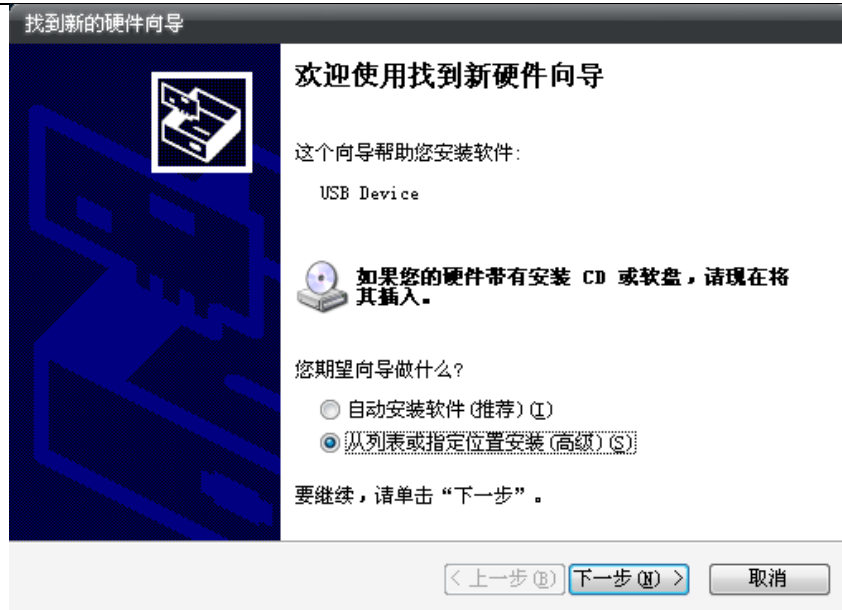 找到新的硬件向导
欢迎使用找到新硬件向导
这个向导帮助您安装软件:
USB Device
如果您的硬件带有安装 CD 或软盘，请现在将
其插入。
您期望向导做什么?
自动安装软件(推荐)(I)
从列表或指定位置安装(高级)(S)
要继续，请单击“下一步”。
< 上一步(B) 下一步(N) > 取消